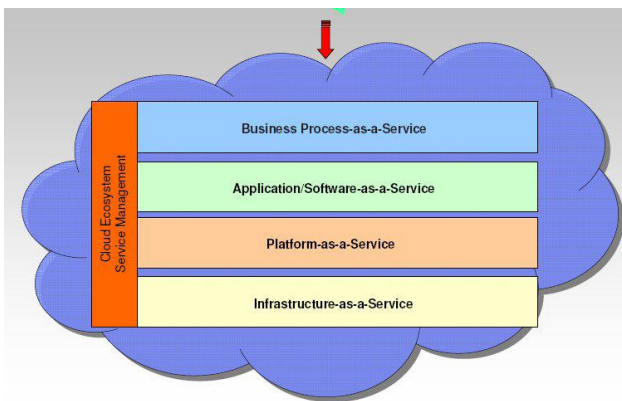 Cloud Ecosystem
Service Management
Business Process-as-a-Service
Application/Software-as-a-Service
Platform-as-a-Service
Infrastructure-as-a-Service